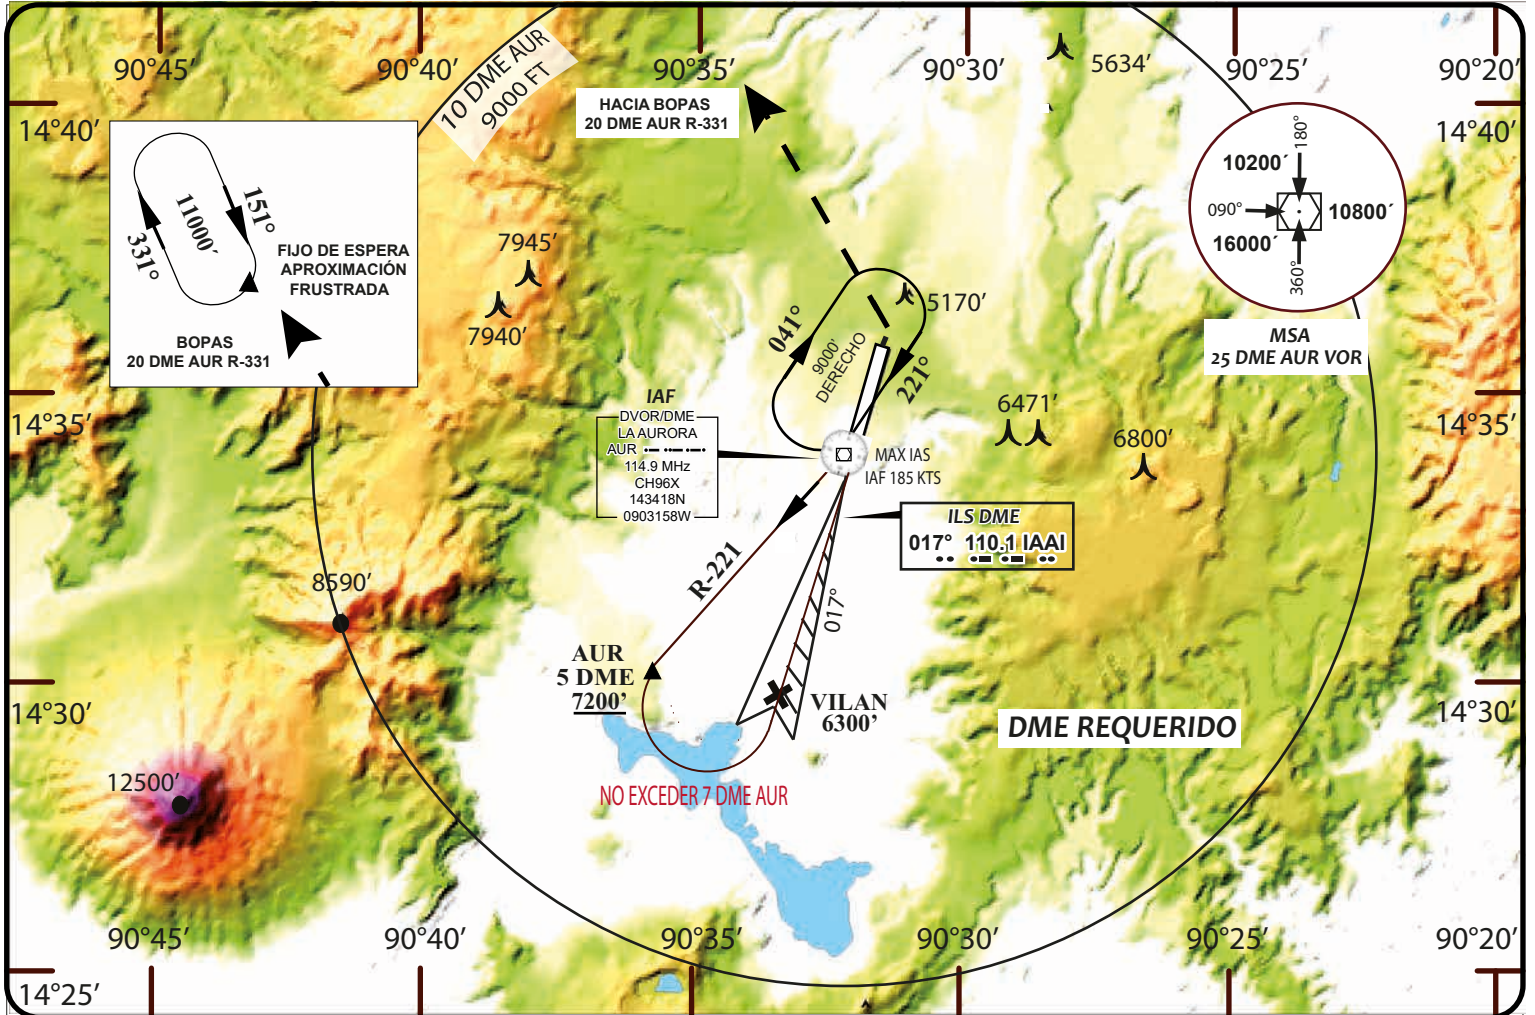 90°45’
90°40’
90°35’
90°30’
90°25’
90°20’
14°40’
14°40’
10 DME AUR
9000 FT
HACIA BOPAS
20 DME AUR R-331
5634’
180°
10200´
090°
10800´
16000´
360°
MSA
25 DME AUR VOR
151°
11000’
331°
FIJO DE ESPERA
APROXIMACIÓN
FRUSTRADA
BOPAS
20 DME AUR R-331
7945’
7940’
5170’
041°
9000’
DERECHO
221°
14°35’
14°35’
IAF
DVOR/DME
LA AURORA
AUR
114.9 MHz
CH96X
143418N
0903158W
MAX IAS
IAF 185 KTS
6471’
6800’
ILS DME
017° 110.1 IAAI
R-221
017°
8590’
AUR
5 DME
7200’
VILAN
6300’
14°30’
14°30’
DME REQUERIDO
12500’
NO EXCEDER 7 DME AUR
90°45’
90°40’
90°35’
90°30’
90°25’
90°20’
14°25’